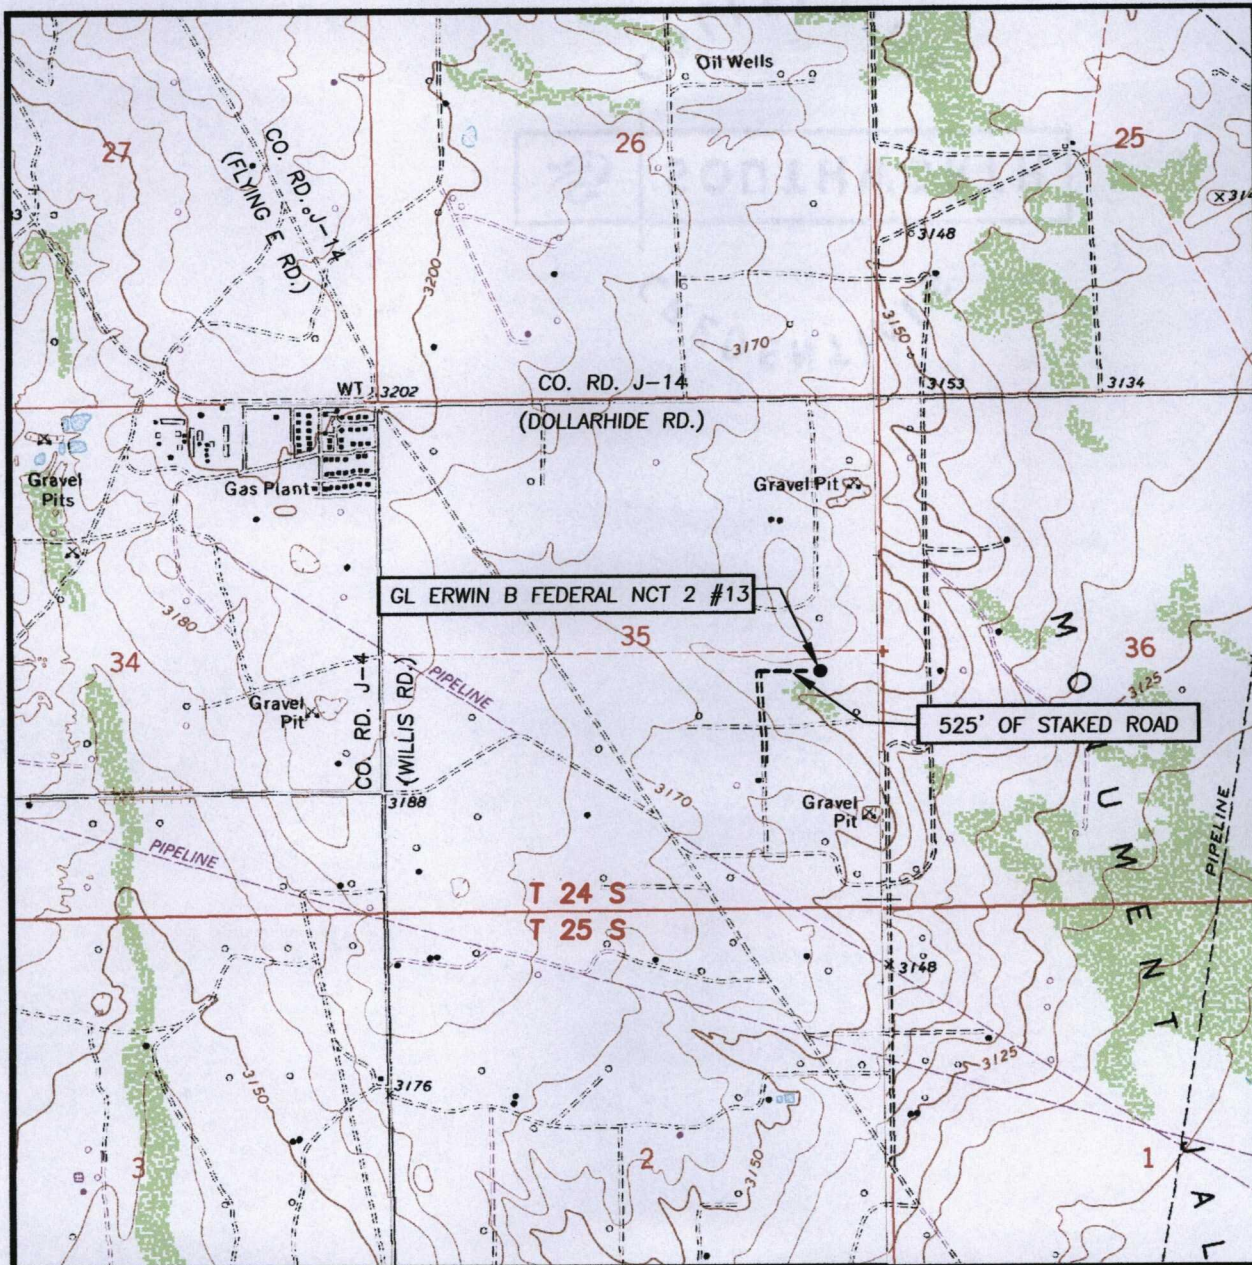 Oil Wells
27
26
25
CO. RD. J-14
(FLYING E RD.)
3148
3200
3150
3170
WT
3202
CO. RD. J-14
3153
3134
(DOLLARHIDE RD.)
Gravel
Pits
Gas Plant
Gravel Pit
GL ERWIN B FEDERAL NCT 2 #13
3180
34
35
36
CO. RD. J-4
(WILLIS RD.)
PIPELINE
Gravel
Pit
3125
525' OF STAKED ROAD
3188
3170
Gravel
Pit
PIPELINE
PIPELINE
T 24 S
T 25 S
MONUMENT
3148
3125
3150
3176
3
2
1
3150
JAL